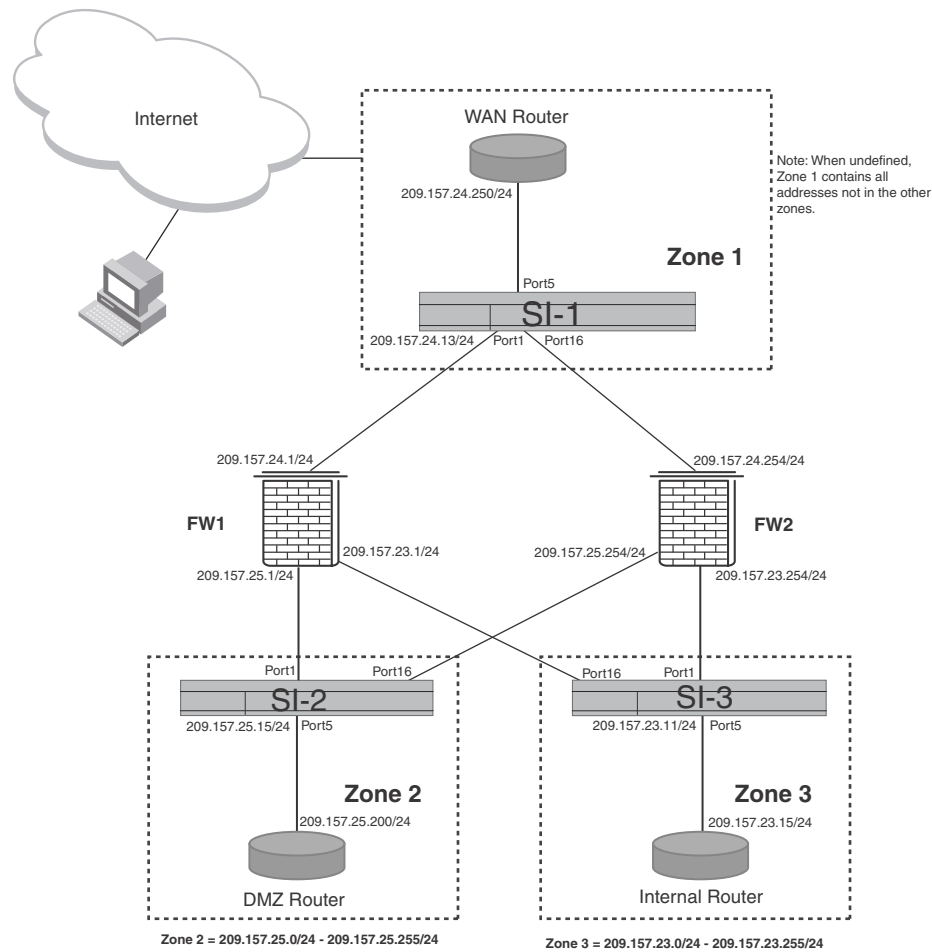 Internet
WAN Router
209.157.24.250/24
Note: When undefined,
Zone 1 contains all
addresses not in the other
zones.
Zone 1
Port5
SI-1
209.157.24.13/24
Port1
Port16
209.157.24.1/24
209.157.24.254/24
FW1
FW2
209.157.23.1/24
209.157.25.254/24
209.157.25.1/24
209.157.23.254/24
Port1
Port16
Port16
Port1
SI-2
SI-3
209.157.25.15/24
Port5
209.157.23.11/24
Port5
Zone 2
Zone 3
209.157.25.200/24
209.157.23.15/24
DMZ Router
Internal Router
Zone 2 = 209.157.25.0/24 - 209.157.25.255/24
Zone 3 = 209.157.23.0/24 - 209.157.23.255/24